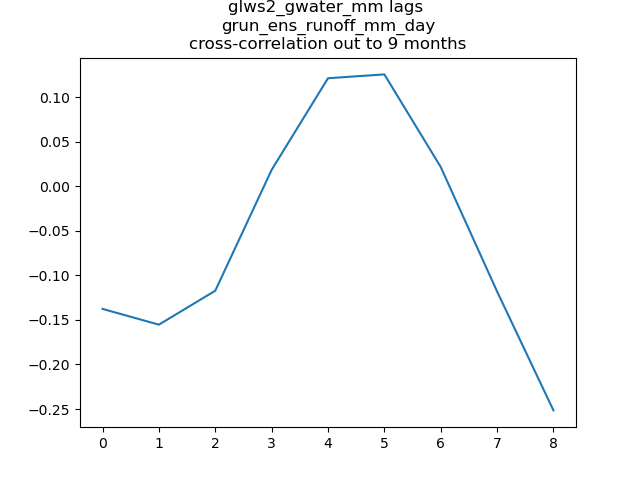 glws2_gwater_mm lags
grun_ens_runoff_mm_day
cross-correlation out to 9 months
0.10
0.05
0.00
−0.05
−0.10
−0.15
−0.20
−0.25
0 1 2 3 4 5 6 7 8